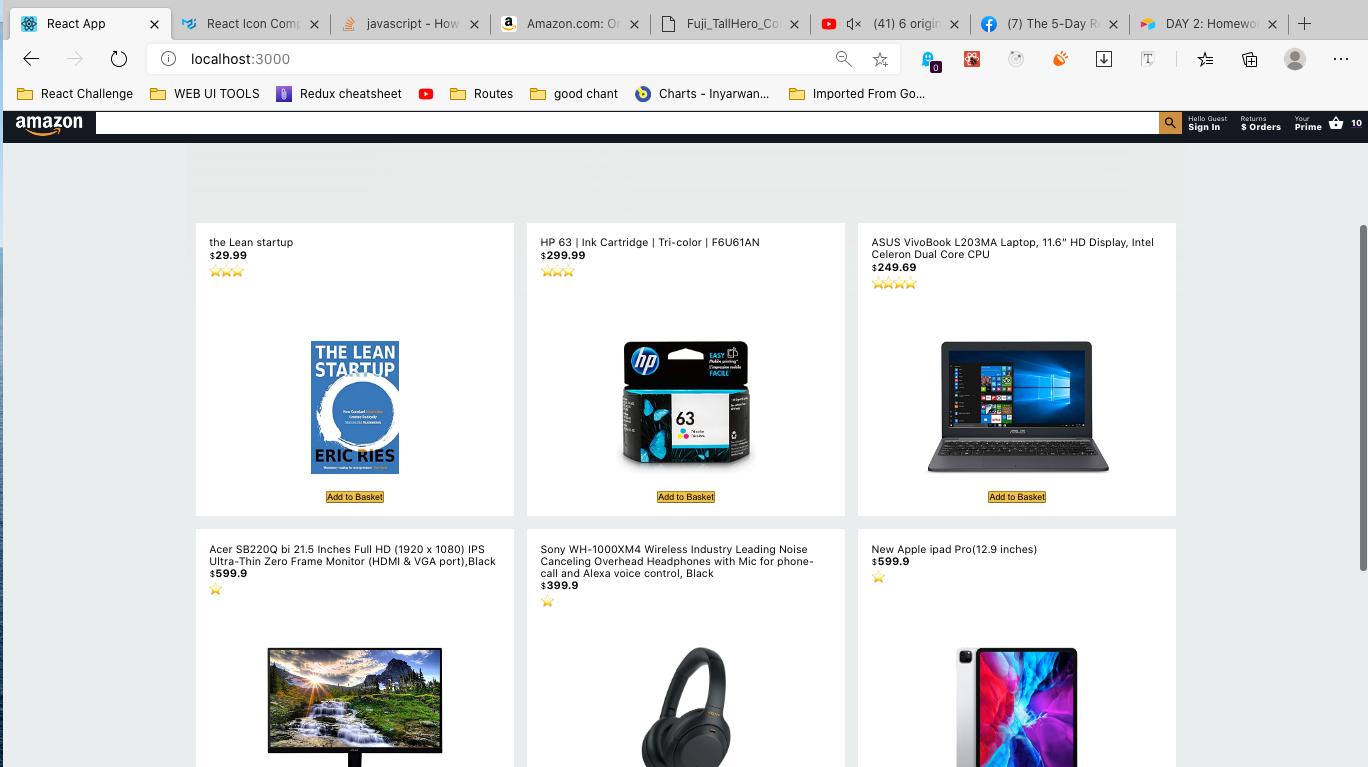 React App
React Icon Comp
javascript - How
Amazon.com: On
Fuji_TallHero_Co
(41) 6 origin
(7) The 5-Day R
DAY 2: Homewo
localhost:3000
0
T
React Challenge
WEB UI TOOLS
Redux cheatsheet
Routes
good chant
Charts - Inyarwan...
Imported From Go...
amazon
Hello Guest
Sign In
Returns
$ Orders
Your
Prime
10
the Lean startup
$29.99
THE LEAN
STARTUP
ERIC RIES
Add to Basket
HP 63 | Ink Cartridge | Tri-color | F6U61AN
$299.99
hp
EASY
FACILE
63
Add to Basket
ASUS VivoBook L203MA Laptop, 11.6" HD Display, Intel
Celeron Dual Core CPU
$249.69
Add to Basket
Acer SB220Q bi 21.5 Inches Full HD (1920 x 1080) IPS
Ultra-Thin Zero Frame Monitor (HDMI & VGA port),Black
$599.9
Sony WH-1000XM4 Wireless Industry Leading Noise
Canceling Overhead Headphones with Mic for phone-
call and Alexa voice control, Black
$399.9
New Apple ipad Pro(12.9 inches)
$599.9